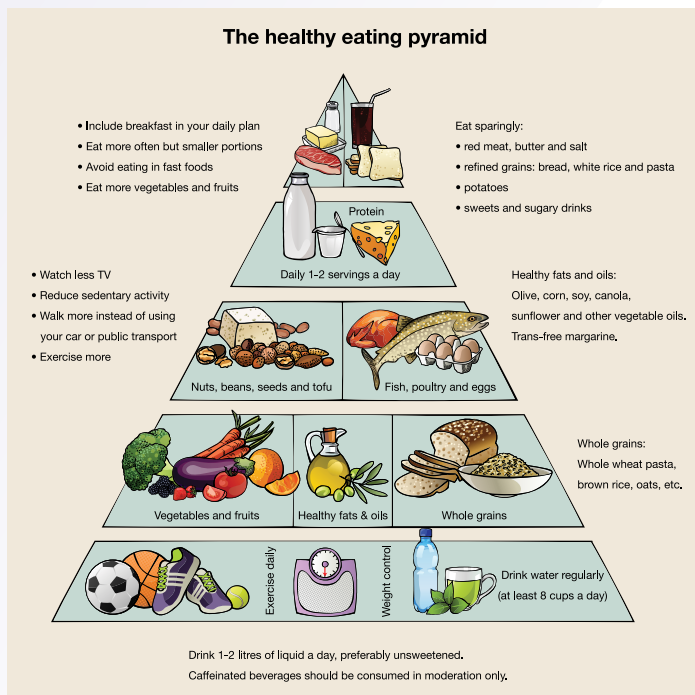 The healthy eating pyramid
• Include breakfast in your daily plan
• Eat more often but smaller portions
• Avoid eating in fast foods
• Eat more vegetables and fruits
Eat sparingly:
• red meat, butter and salt
• refined grains: bread, white rice and pasta
• potatoes
• sweets and sugary drinks
Protein
Daily 1-2 servings a day
• Watch less TV
• Reduce sedentary activity
• Walk more instead of using
your car or public transport
• Exercise more
Healthy fats and oils:
Olive, corn, soy, canola,
sunflower and other vegetable oils.
Trans-free margarine.
Nuts, beans, seeds and tofu
Fish, poultry and eggs
Whole grains:
Whole wheat pasta,
brown rice, oats, etc.
Vegetables and fruits
Healthy fats & oils
Whole grains
Exercise daily
Weight control
Drink water regularly
(at least 8 cups a day)
Drink 1-2 litres of liquid a day, preferably unsweetened.
Caffeinated beverages should be consumed in moderation only.